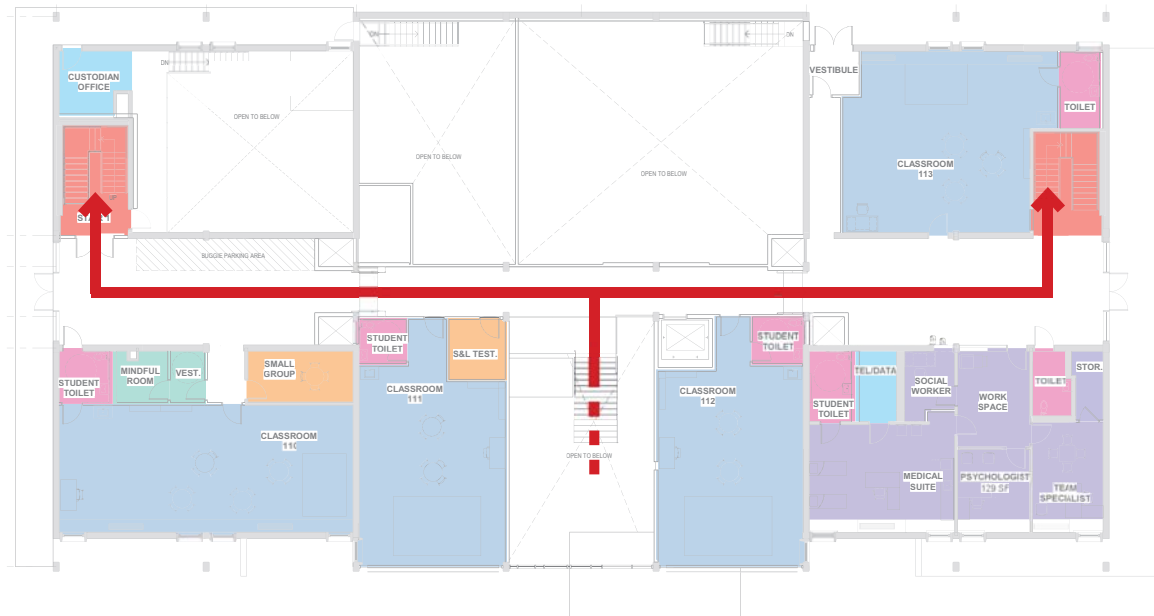 DN
DN
DN
CUSTODIAN
OFFICE
VESTIBULE
TOILET
OPEN TO BELOW
OPEN TO BELOW
OPEN TO BELOW
CLASSROOM
113
BUGGIE PARKING AREA
STUDENT
TOILET
S&L TEST.
STUDENT
TOILET
MINDFUL
ROOM
VEST.
SMALL
GROUP
STUDENT
TOILET
CLASSROOM
111
CLASSROOM
112
TEL/DATA
SOCIAL
WORKER
WORK
SPACE
TOILET
STOR.
STUDENT
TOILET
CLASSROOM
110
OPEN TO BELOW
MEDICAL
SUITE
PSYCHOLOGIST
129 SF
TEAM
SPECIALIST